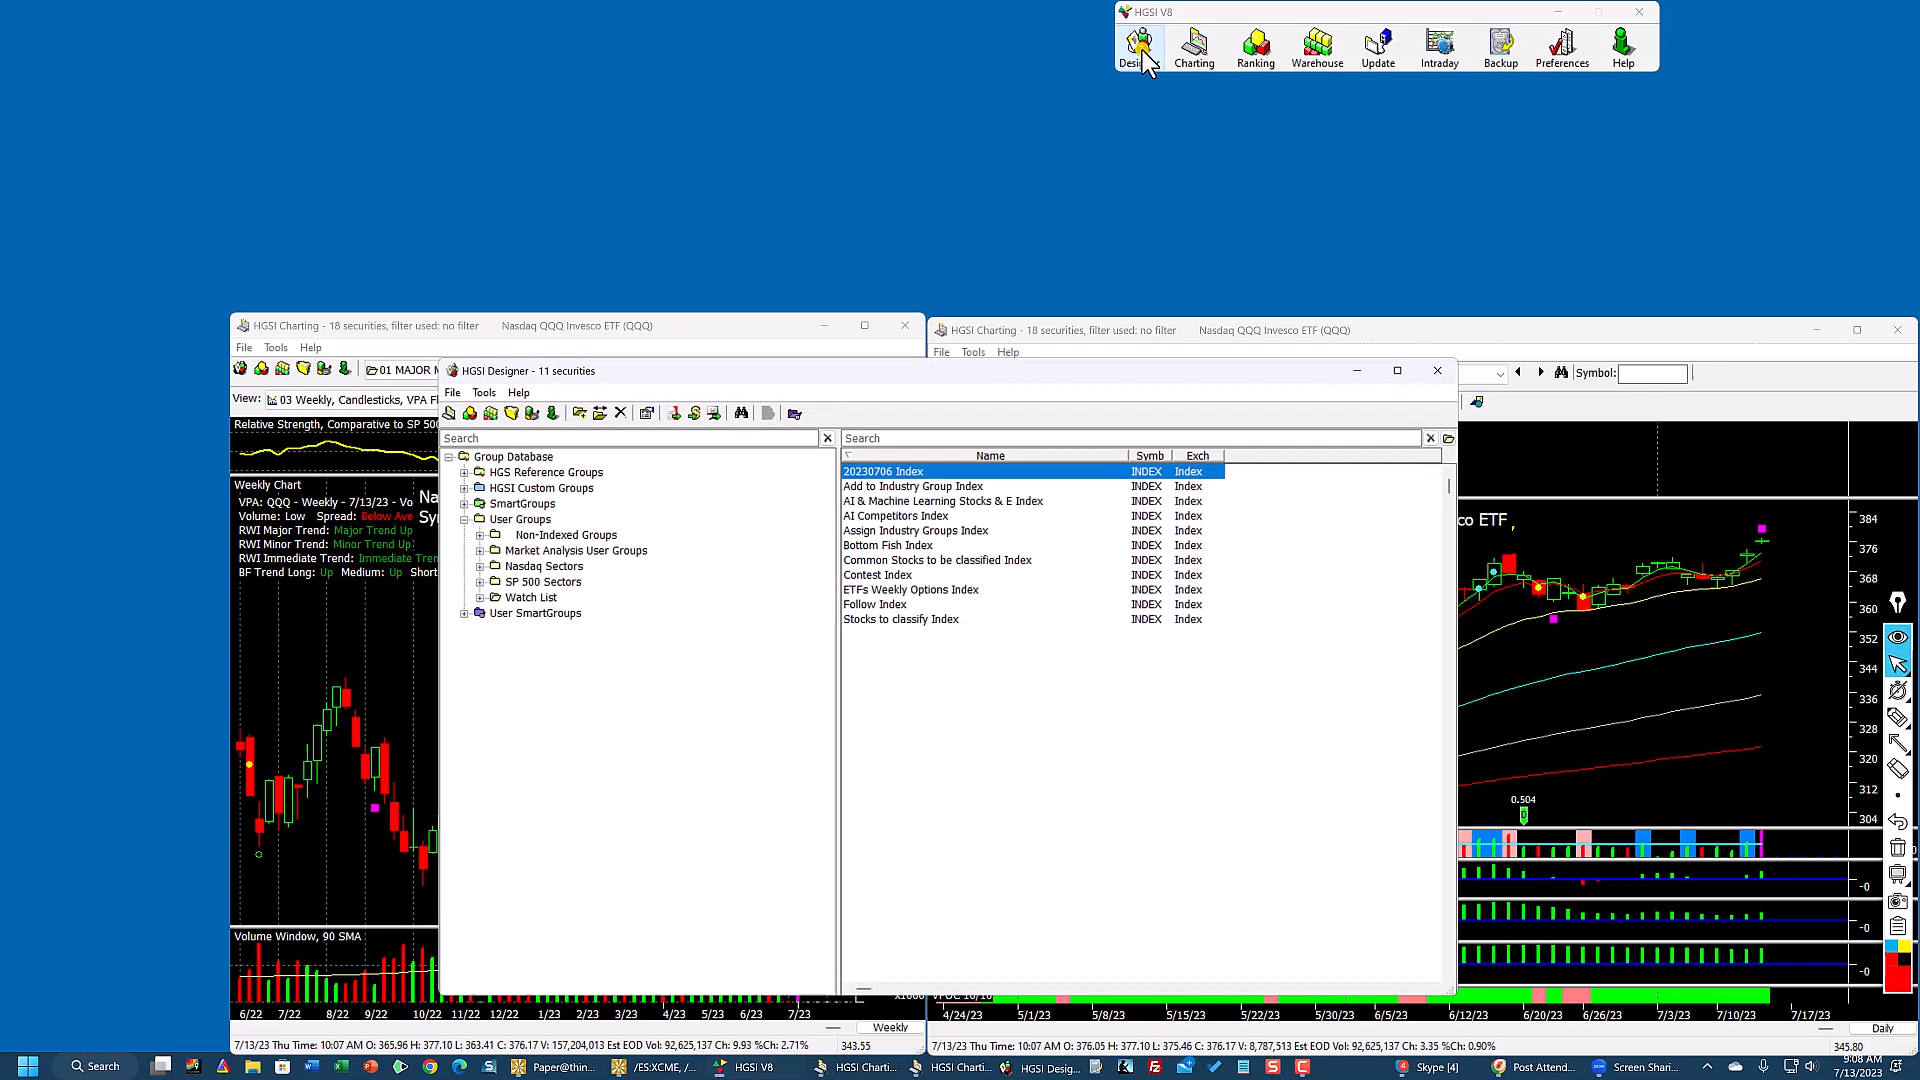 HGSI V8
Designer Charting Ranking Warehouse Update Intraday Backup Preferences Help
HGSI Charting - 18 securities, filter used: no filter Nasdaq QQQ Invesco ETF (QQQ)
File Tools Help
01 MAJOR
View: 03 Weekly, Candlesticks, VPA
Relative Strength, Comparative to SP 500
Weekly Chart
VPA: QQQ - Weekly - 7/13/23 - Vo
Volume: Low Spread: Below Ave
RWI Major Trend: Major Trend Up
RWI Minor Trend: Minor Trend Up
RWI Immediate Trend: Immediate
BF Trend Long: Up Medium: Up Short
Volume Window, 90 SMA
6/22 7/22 8/22 9/22 10/22 11/22 12/22 1/23 2/23 3/23 4/23 5/23 6/23 7/23
Weekly
7/13/23 Thu Time: 10:07 AM O: 365.96 H: 377.10 L: 363.41 C: 376.17 V: 157,204,013 Est EOD Vol: 92,625,137 Ch: 9.93 %Ch: 2.71% 343.55
HGSI Designer - 11 securities
File Tools Help
Search
Group Database
HGS Reference Groups
HGSI Custom Groups
SmartGroups
User Groups
Non-Indexed Groups
Market Analysis User Groups
Nasdaq Sectors
SP 500 Sectors
Watch List
User SmartGroups
Search
Name Symb Exch
20230706 Index INDEX Index
Add to Industry Group Index INDEX Index
AI & Machine Learning Stocks & E Index INDEX Index
AI Competitors Index INDEX Index
Assign Industry Groups Index INDEX Index
Bottom Fish Index INDEX Index
Common Stocks to be classified Index INDEX Index
Contest Index INDEX Index
ETFs Weekly Options Index INDEX Index
Follow Index INDEX Index
Stocks to classify Index INDEX Index
HGSI Charting - 18 securities, filter used: no filter Nasdaq QQQ Invesco ETF (QQQ)
File Tools Help
Symbol:
co ETF
384
376
368
360
352
344
336
328
320
312
304
0.504
D
-0
-0
-0
4/24/23 5/1/23 5/8/23 5/15/23 5/22/23 5/30/23 6/5/23 6/12/23 6/20/23 6/26/23 7/3/23 7/10/23 7/17/23
Daily
7/13/23 Thu Time: 10:07 AM O: 376.05 H: 377.10 L: 375.46 C: 376.17 V: 8,787,513 Est EOD Vol: 92,625,137 Ch: 3.35 %Ch: 0.90% 345.80
Search Paper@thin... /ES:XCME, /... HGSI V8 HGSI Charti... HGSI Charti... HGSI Desig... Skype [4] Post Attend... Screen Shari...
9:08 AM
7/13/2023